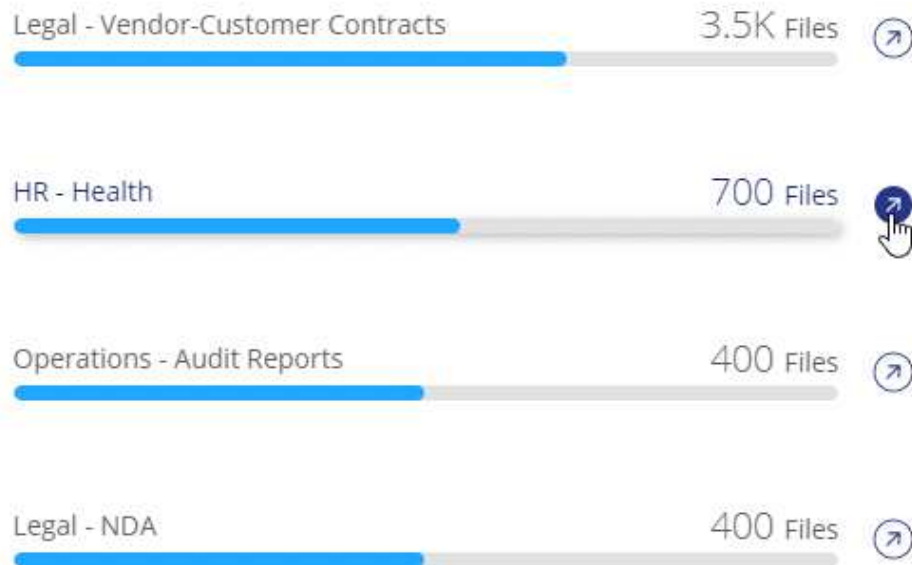 Legal - Vendor-Customer Contracts 3.5K Files
HR - Health 700 Files
Operations - Audit Reports 400 Files
Legal - NDA 400 Files